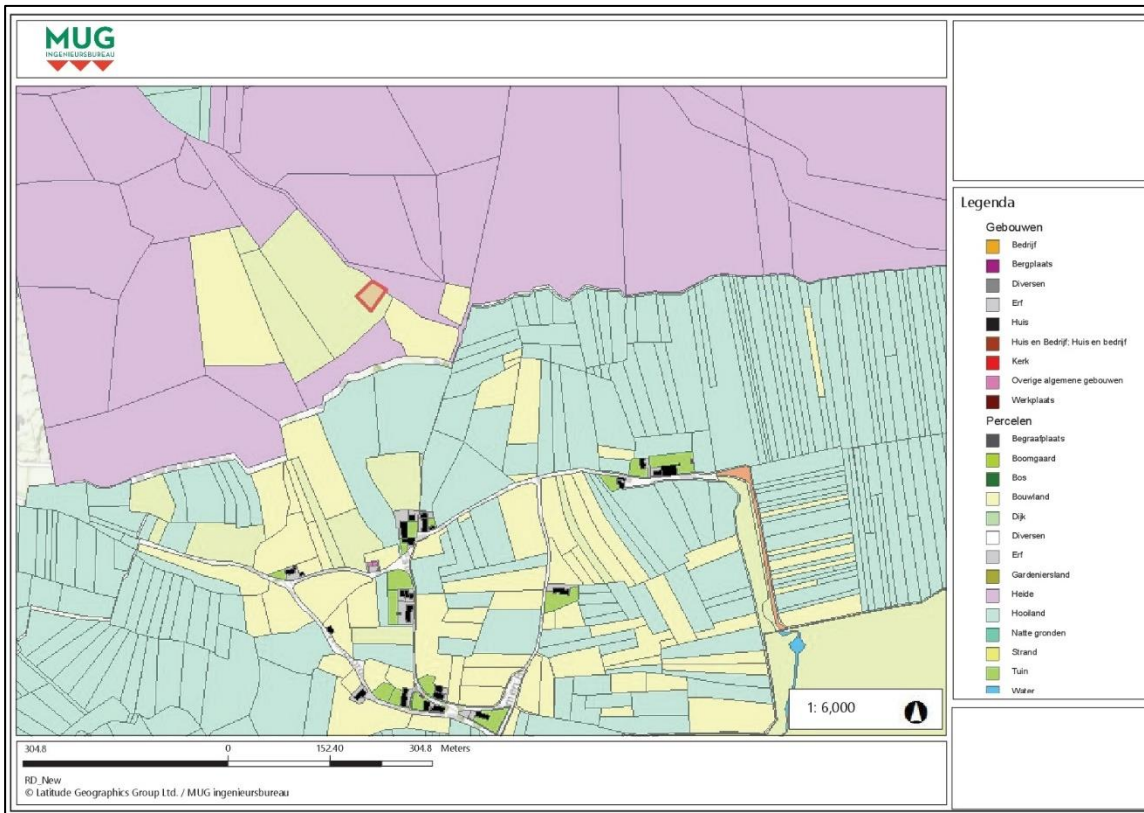 MUG
INGENIEURSBUREAU
Legenda
Gebouwen
Bedrijf
Bergplaats
Diversen
Erf
Huis
Huis en Bedrijf; Huis en bedrijf
Kerk
Overige algemene gebouwen
Werkplaats
Percelen
Begraafplaats
Boomgaard
Bos
Bouwland
Dijk
Diversen
Erf
Gardeniersland
Heide
Hooiland
Natte gronden
Strand
Tuin
Water
1: 6,000
304.8 0 152.40 304.8 Meters
RD_New
© Latitude Geographics Group Ltd. / MUG ingenieursbureau